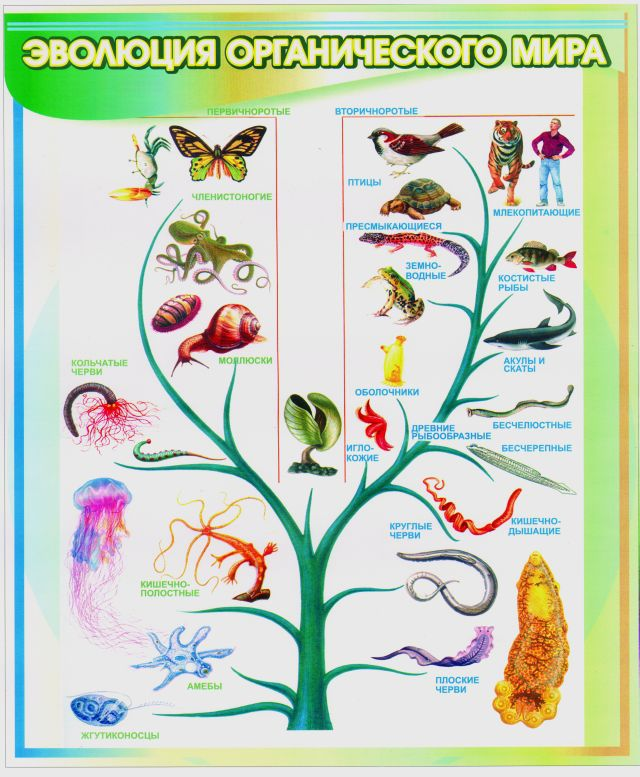 ЭВОЛЮЦИЯ ОРГАНИЧЕСКОГО МИРА
ПЕРВИЧНОРОТЫЕ
ВТОРИЧНОРОТЫЕ
ЧЛЕНИСТОНОГИЕ
ПТИЦЫ
МЛЕКОПИТАЮЩИЕ
ПРЕСМЫКАЮЩИЕСЯ
ЗЕМНО-
ВОДНЫЕ
КОСТИСТЫЕ
РЫБЫ
МОЛЛЮСКИ
АКУЛЫ И
СКАТЫ
КОЛЬЧАТЫЕ
ЧЕРВИ
ОБОЛОЧНИКИ
БЕСЧЕЛЮСТНЫЕ
ДРЕВНИЕ
РЫБООБРАЗНЫЕ
ИГЛО-
КОЖИЕ
БЕСЧЕРЕПНЫЕ
КРУГЛЫЕ
ЧЕРВИ
КИШЕЧНО-
ДЫШАЩИЕ
КИШЕЧНО-
ПОЛОСТНЫЕ
АМЕБЫ
ПЛОСКИЕ
ЧЕРВИ
ЖГУТИКОНОСЦЫ